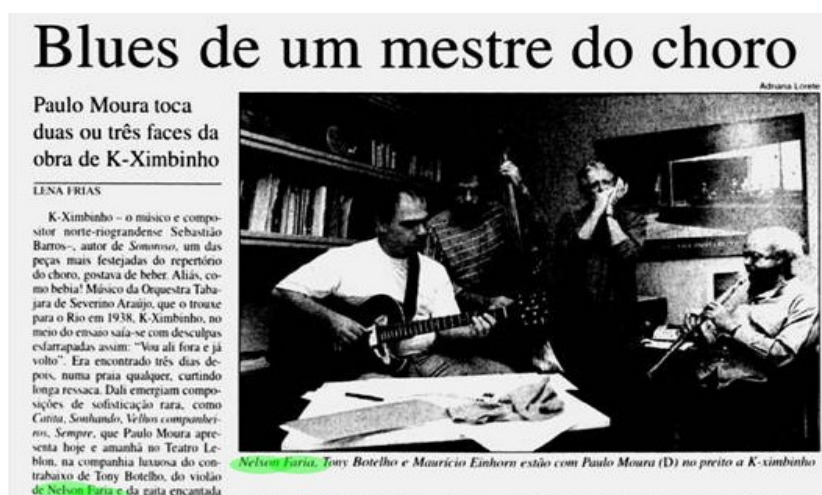 Blues de um mestre do choro
Adriana Lorete
Paulo Moura toca
duas ou três faces da
obra de K-Ximbinho
LENA FRIAS
K-Ximbinho – o músico e compo-
sitor norte-riograndense Sebastião
Barros–, autor de Sonoroso, um das
peças mais festejadas do repertório
do choro, gostava de beber. Aliás, co-
mo bebia! Músico da Orquestra Taba-
jara de Severino Araújo, que o trouxe
para o Rio em 1938, K-Ximbinho, no
meio do ensaio saía-se com desculpas
esfarrapadas assim: “Vou ali fora e já
volto”. Era encontrado três dias de-
pois, numa praia qualquer, curtindo
longa ressaca. Dali emergiam compo-
sições de sofisticação rara, como
Catita, Sonhando, Velhos companhei-
ros, Sempre, que Paulo Moura apre-
senta hoje e amanhã no Teatro Le-
blon, na companhia luxuosa do con-
trabaixo de Tony Botelho, do violão
de Nelson Faria e da gaita encantada
Nelson Faria, Tony Botelho e Maurício Einhorn estão com Paulo Moura (D) no preito a K-ximbinho